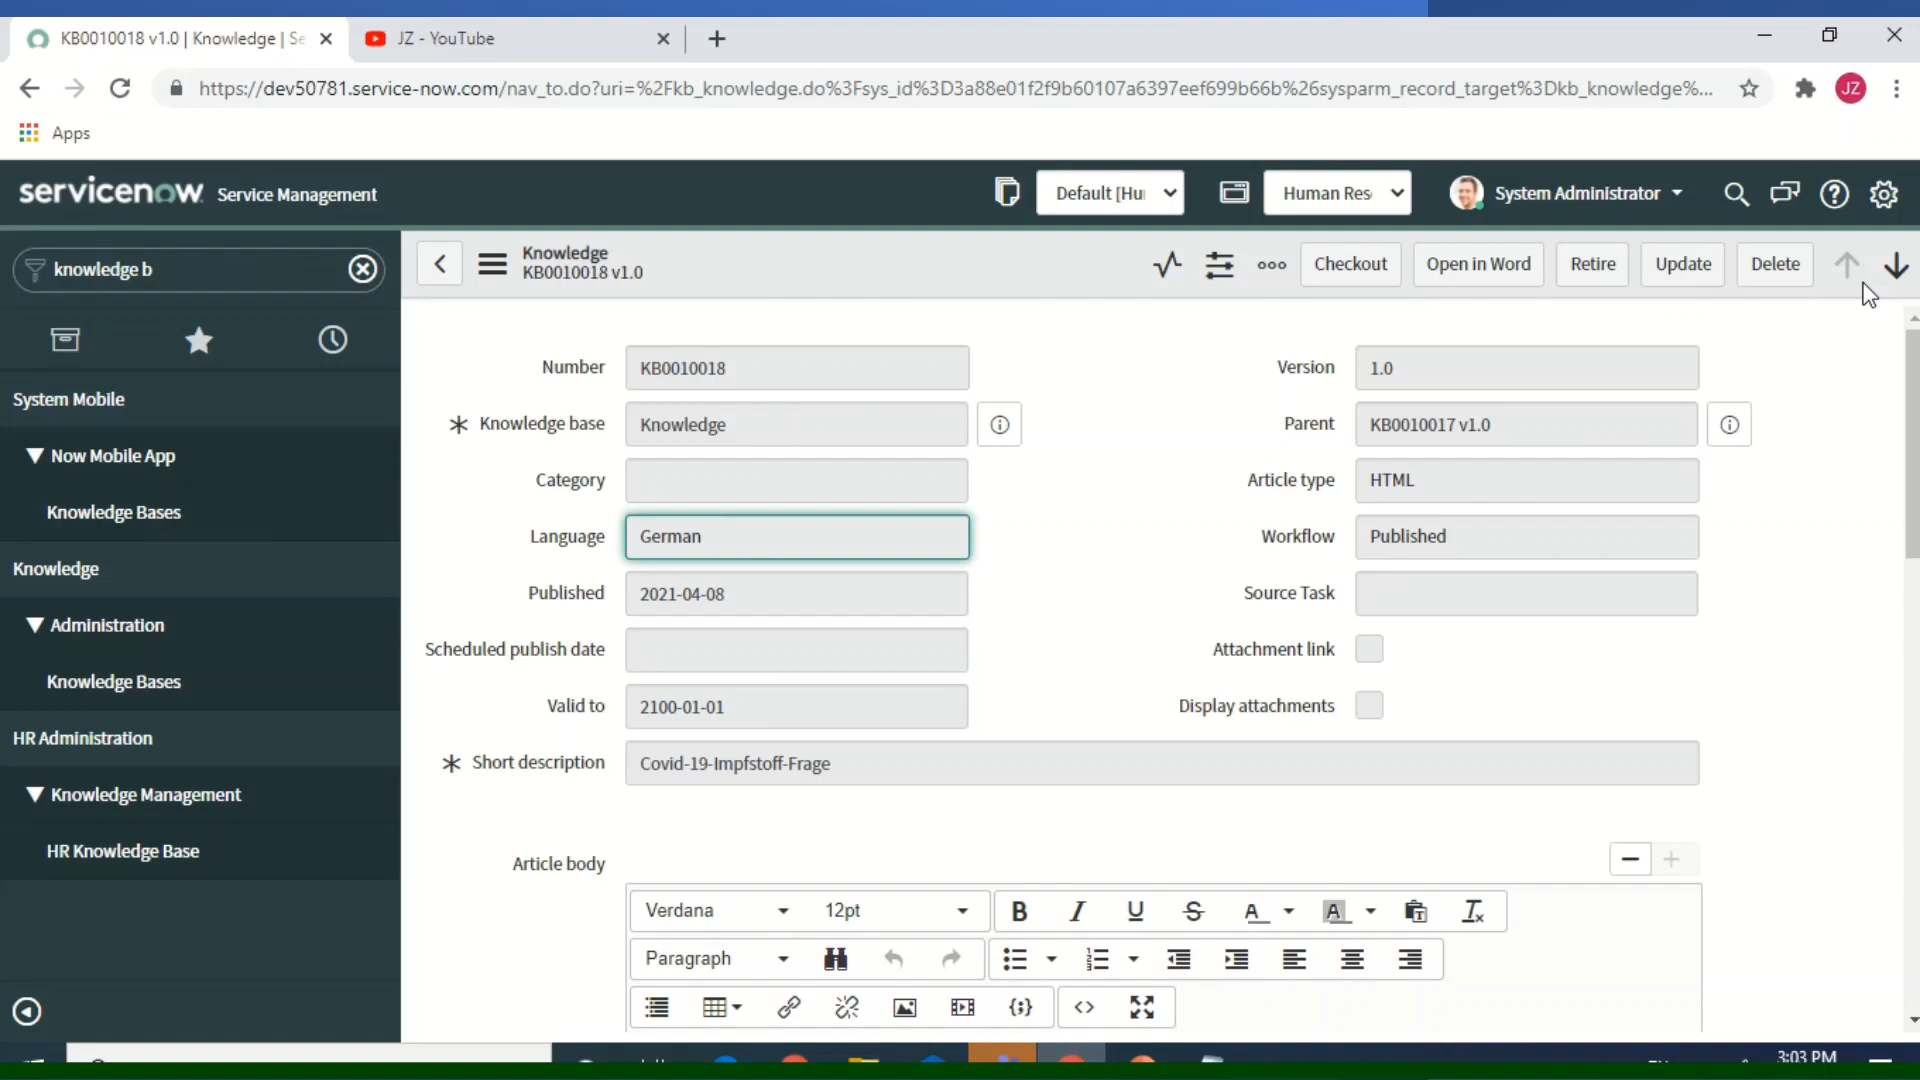 KB0010018 v1.0 | Knowledge | Se
JZ - YouTube
https://dev50781.service-now.com/nav_to.do?uri=%2Fkb_knowledge.do%3Fsys_id%3D3a88e01f2f9b60107a6397eef699b66b%26sysparm_record_target%3Dkb_knowledge%...
JZ
Apps
servicenow Service Management
Default [Hu
Human Res
System Administrator
knowledge b
Knowledge
KB0010018 v1.0
Checkout
Open in Word
Retire
Update
Delete
System Mobile
Now Mobile App
Knowledge Bases
Knowledge
Administration
Knowledge Bases
HR Administration
Knowledge Management
HR Knowledge Base
Number KB0010018
Version 1.0
Knowledge base Knowledge
Parent KB0010017 v1.0
Category
Article type HTML
Language German
Workflow Published
Published 2021-04-08
Source Task
Scheduled publish date
Attachment link
Valid to 2100-01-01
Display attachments
Short description Covid-19-Impfstoff-Frage
Article body
Verdana 12pt
Paragraph
3:03 PM